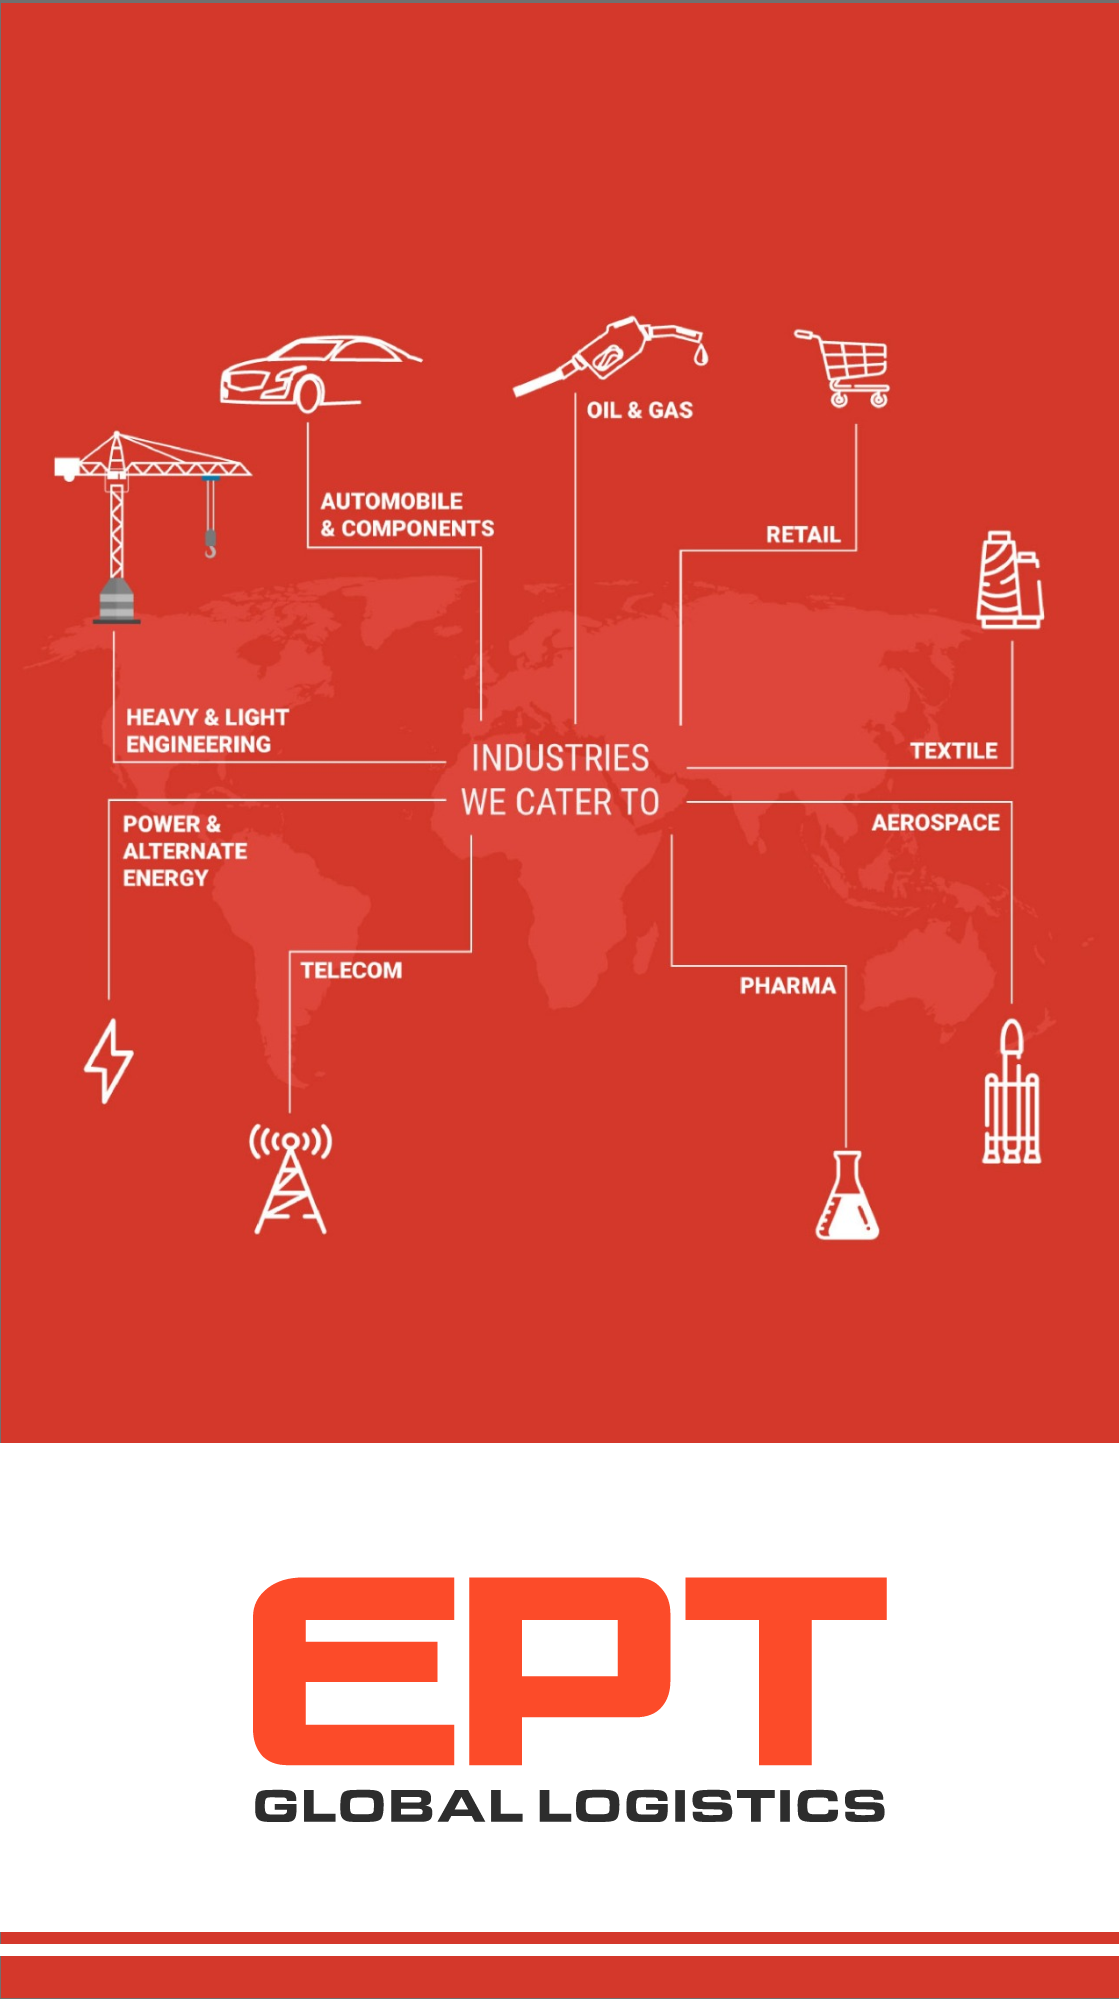 OIL & GAS
AUTOMOBILE
& COMPONENTS
RETAIL
HEAVY & LIGHT
ENGINEERING
INDUSTRIES
WE CATER TO
TEXTILE
POWER &
ALTERNATE
ENERGY
AEROSPACE
TELECOM
PHARMA
EPT
GLOBAL LOGISTICS